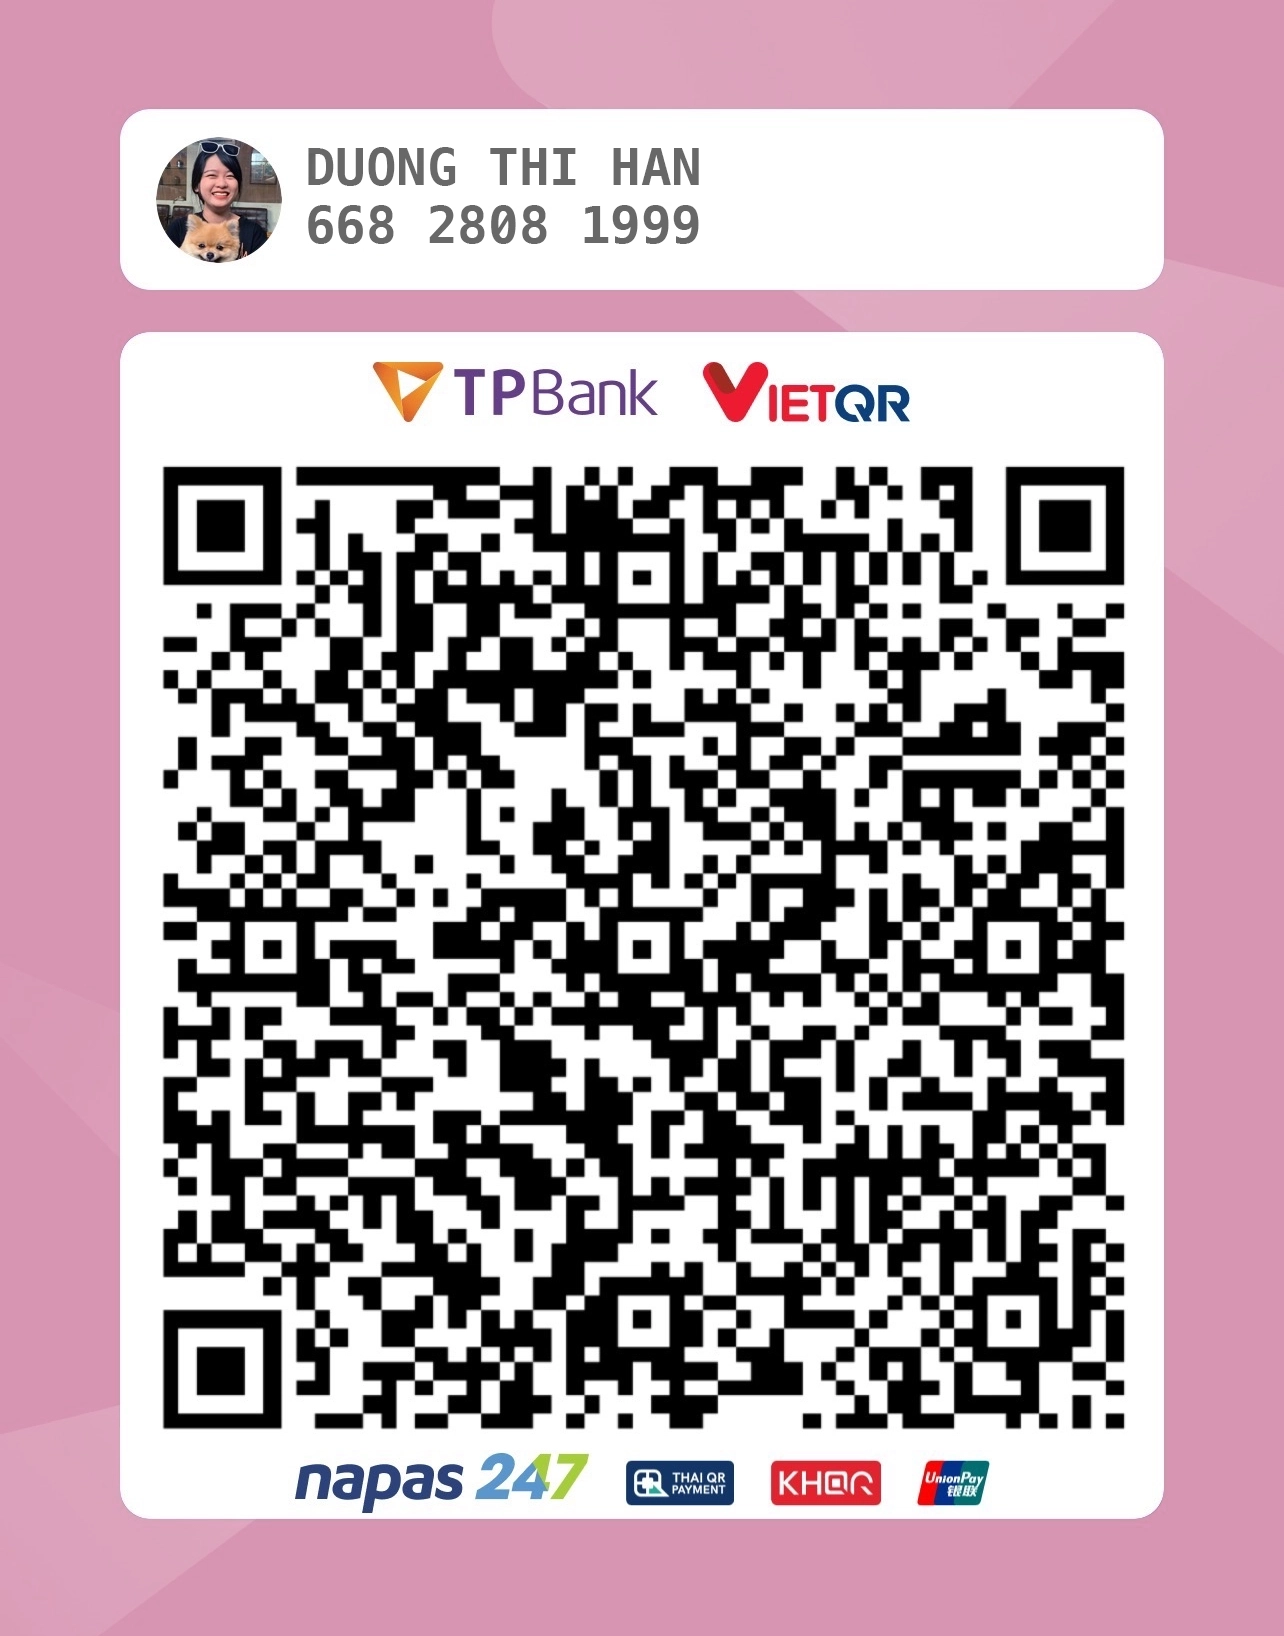 DUONG THI HAN
668 2808 1999
TPBank VIETQR
napas 247 THAI QR PAYMENT KHQR UnionPay 银联